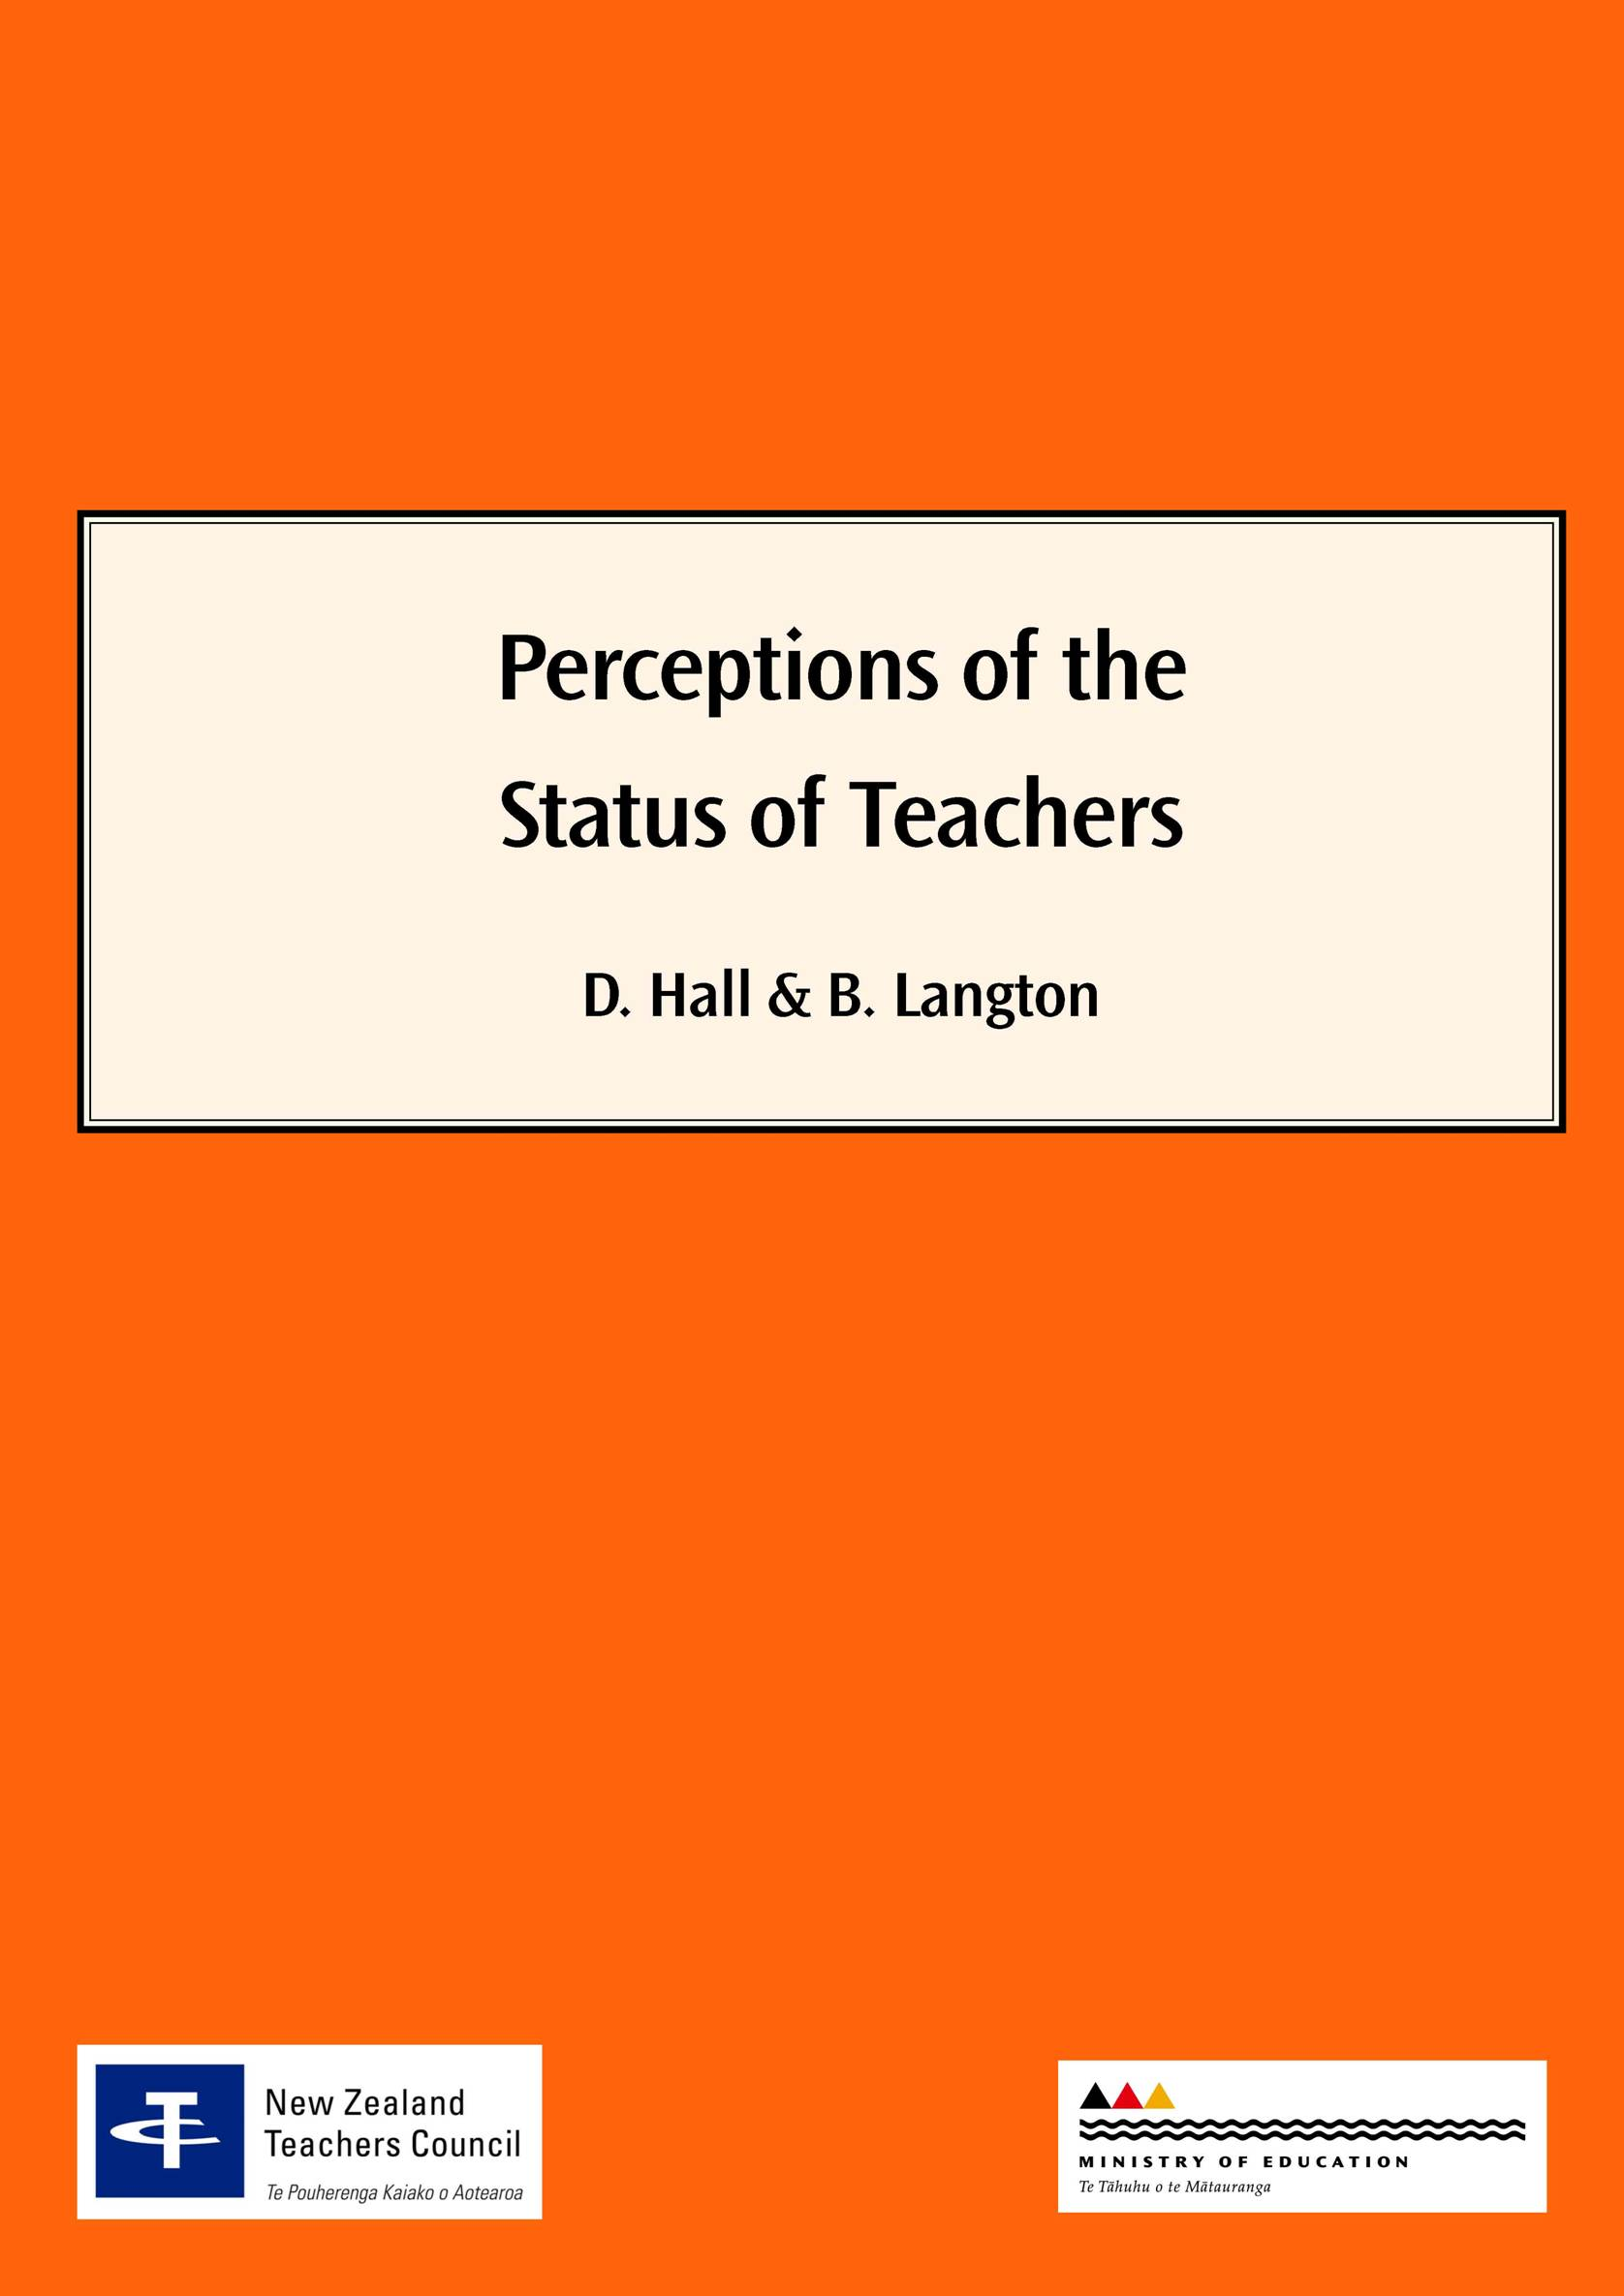 Perceptions of the
Status of Teachers
D. Hall & B. Langton
New Zealand
Teachers Council
Te Pouherenga Kaiako o Aotearoa
MINISTRY OF EDUCATION
Te Tāhuhu o te Mātauranga